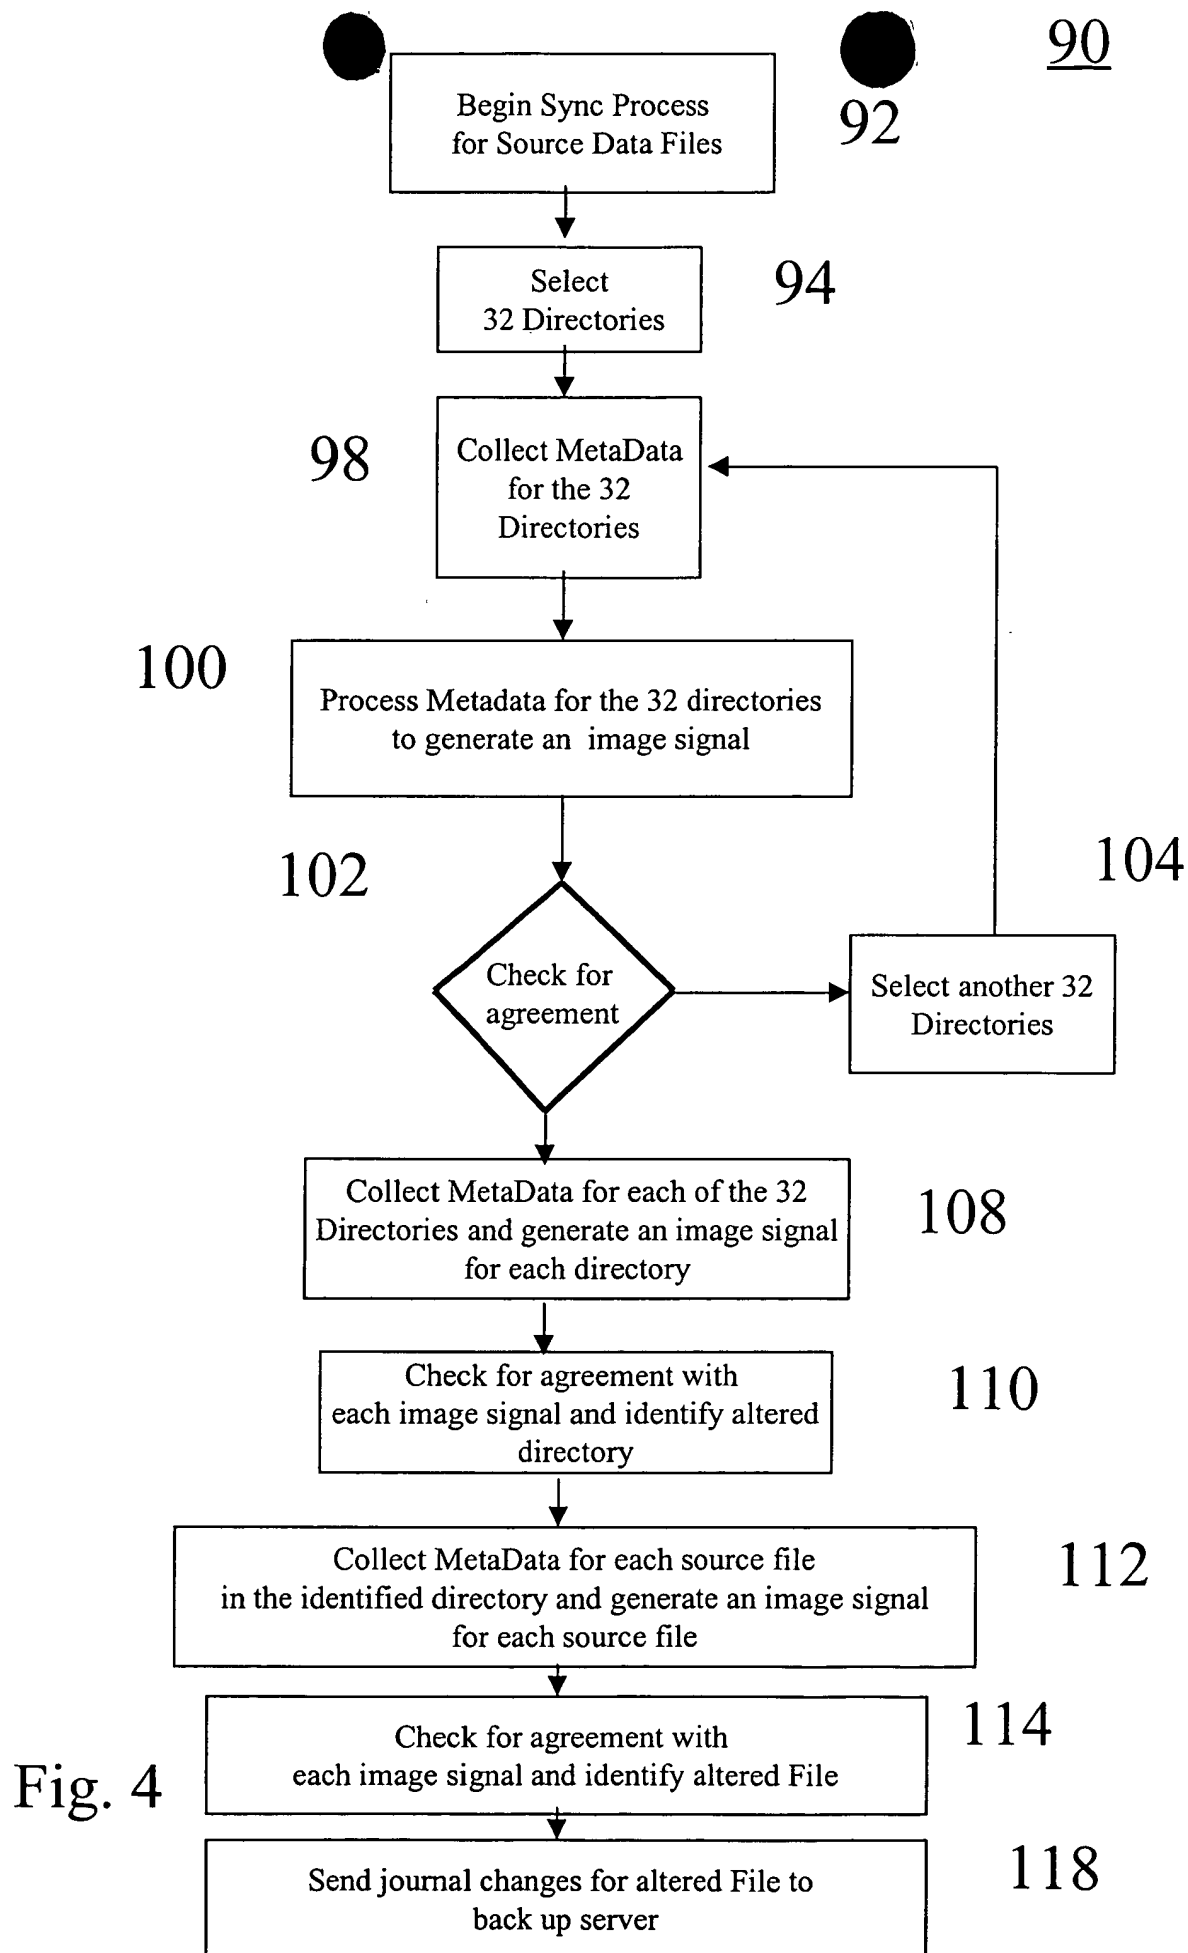 90
Begin Sync Process
for Source Data Files
92
Select
32 Directories
94
98
Collect MetaData
for the 32
Directories
100
Process Metadata for the 32 directories
to generate an image signal
102
Check for
agreement
104
Select another 32
Directories
Collect MetaData for each of the 32
Directories and generate an image signal
for each directory
108
Check for agreement with
each image signal and identify altered
directory
110
Collect MetaData for each source file
in the identified directory and generate an image signal
for each source file
112
Check for agreement with
each image signal and identify altered File
114
Fig. 4
Send journal changes for altered File to
back up server
118